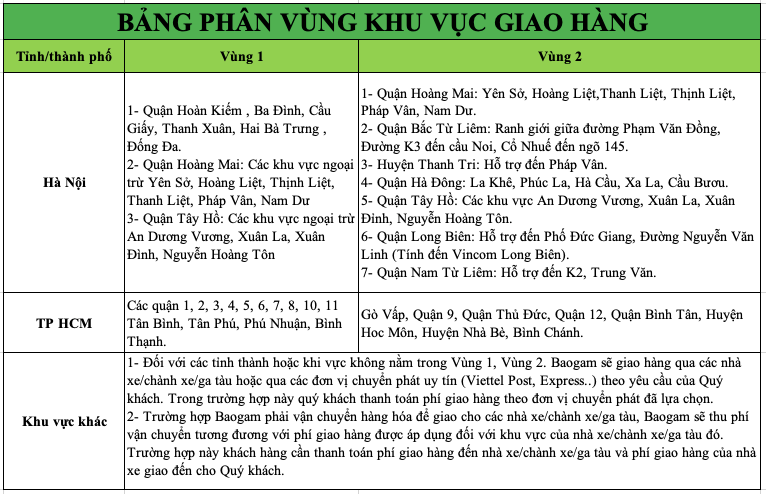 BẢNG PHÂN VÙNG KHU VỰC GIAO HÀNG
Tỉnh/thành phố
Vùng 1
Vùng 2
Hà Nội
1- Quận Hoàn Kiếm , Ba Đình, Cầu
Giấy, Thanh Xuân, Hai Bà Trưng ,
Đống Đa.
2- Quận Hoàng Mai: Các khu vực ngoại
trừ Yên Sở, Hoàng Liệt, Thịnh Liệt,
Thanh Liệt, Pháp Vân, Nam Dư
3- Quận Tây Hồ: Các khu vực ngoại trừ
An Dương Vương, Xuân La, Xuân
Đình, Nguyễn Hoàng Tôn
1- Quận Hoàng Mai: Yên Sở, Hoàng Liệt,Thanh Liệt, Thịnh Liệt,
Pháp Vân, Nam Dư.
2- Quận Bắc Từ Liêm: Ranh giới giữa đường Phạm Văn Đồng,
Đường K3 đến cầu Noi, Cổ Nhuế đến ngõ 145.
3- Huyện Thanh Trì: Hỗ trợ đến Pháp Vân.
4- Quận Hà Đông: La Khê, Phúc La, Hà Cầu, Xa La, Cầu Bươu.
5- Quận Tây Hồ: Các khu vực An Dương Vương, Xuân La, Xuân
Đỉnh, Nguyễn Hoàng Tôn.
6- Quận Long Biên: Hỗ trợ đến Phố Đức Giang, Đường Nguyễn Văn
Linh (Tính đến Vincom Long Biên).
7- Quận Nam Từ Liêm: Hỗ trợ đến K2, Trung Văn.
TP HCM
Các quận 1, 2, 3, 4, 5, 6, 7, 8, 10, 11
Tân Bình, Tân Phú, Phú Nhuận, Bình
Thạnh.
Gò Vấp, Quận 9, Quận Thủ Đức, Quận 12, Quận Bình Tân, Huyện
Hoc Môn, Huyện Nhà Bè, Bình Chánh.
Khu vực khác
1- Đối với các tỉnh thành hoặc khi vực không nằm trong Vùng 1, Vùng 2. Baogam sẽ giao hàng qua các nhà
xe/chành xe/ga tàu hoặc qua các đơn vị chuyển phát uy tín (Viettel Post, Express..) theo yêu cầu của Quý
khách. Trong trường hợp này quý khách thanh toán phí giao hàng theo đơn vị chuyển phát đã lựa chọn.
2- Trường hợp Baogam phải vận chuyển hàng hóa để giao cho các nhà xe/chành xe/ga tàu, Baogam sẽ thu phí
vận chuyển tương đương với phí giao hàng được áp dụng đối với khu vực của nhà xe/chành xe/ga tàu đó.
Trường hợp này khách hàng cần thanh toán phí giao hàng đến nhà xe/chành xe/ga tàu và phí giao hàng của nhà
xe giao đến cho Quý khách.